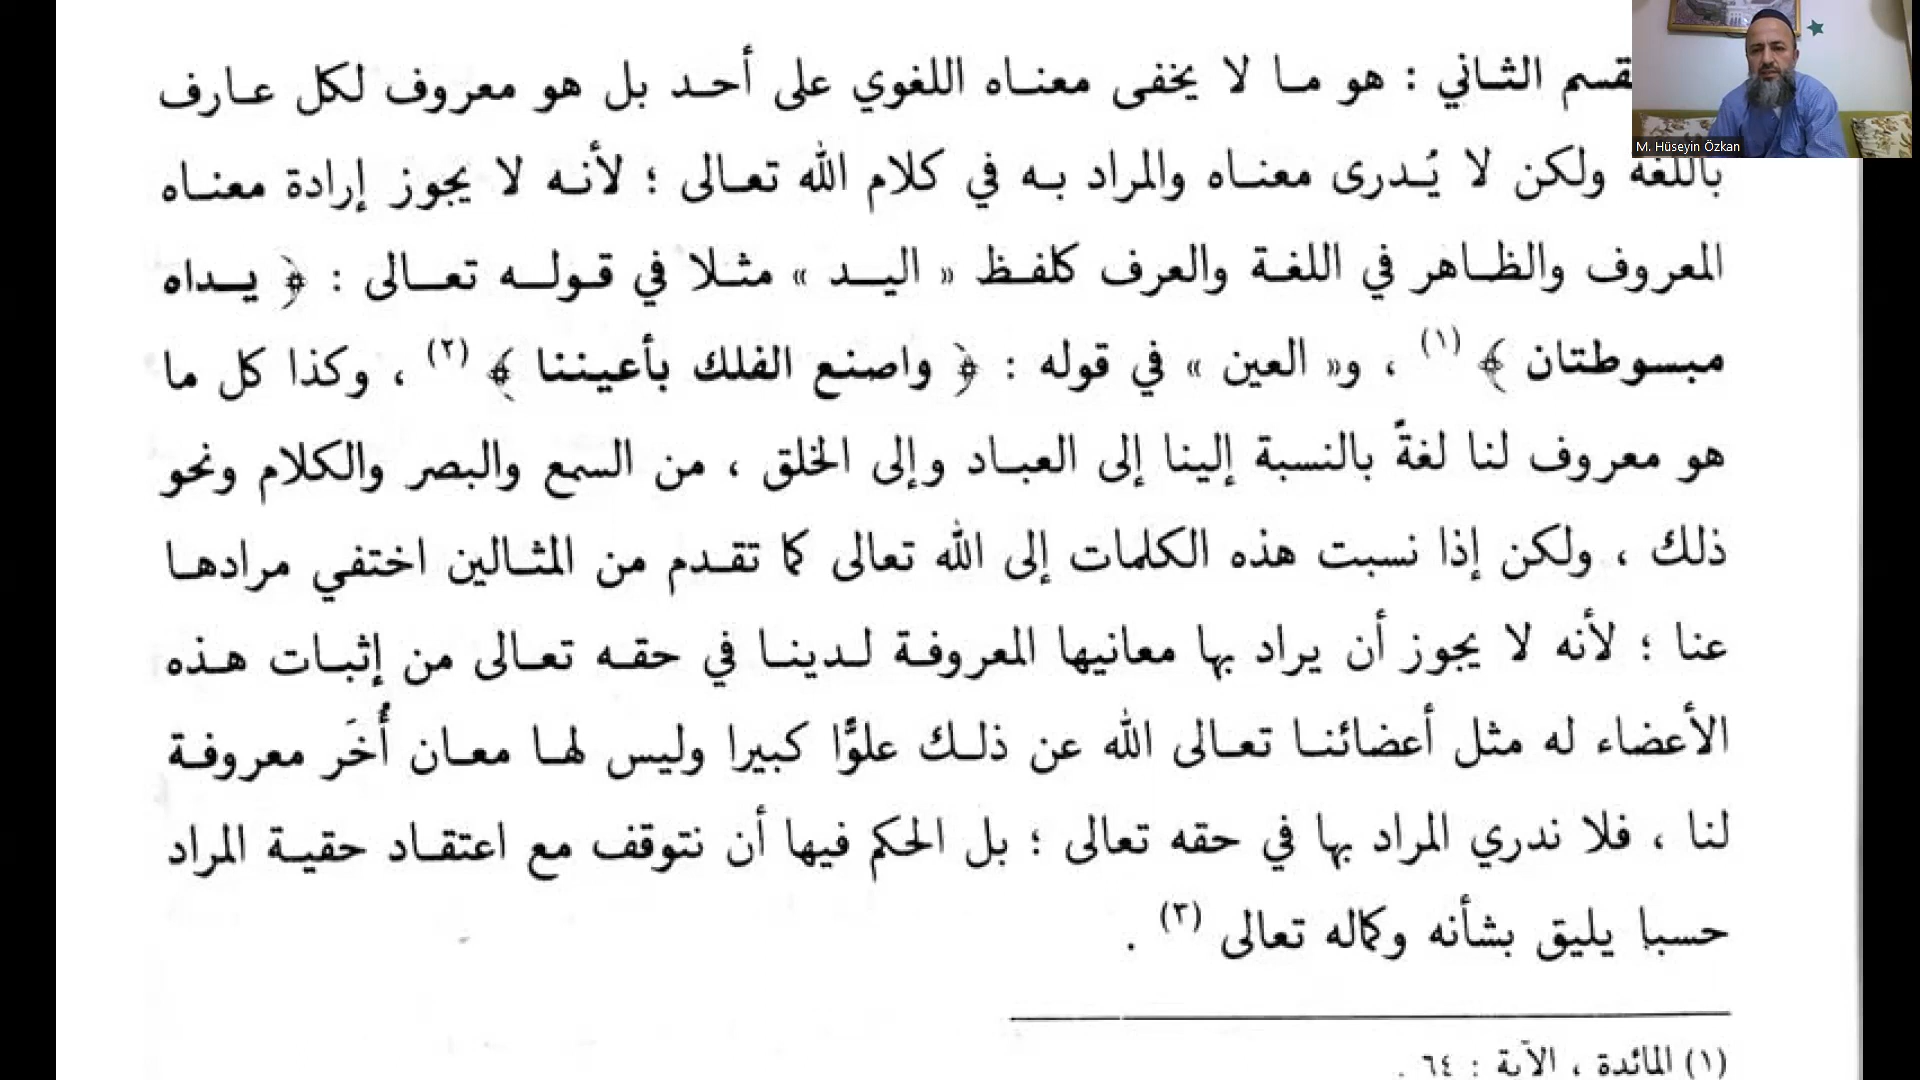 قسم الثاني : هو ما لا يخفى معناه اللغوي على أحد بل هو معروف لكل عارف
باللغة ولكن لا يُدرى معناه والمراد به في كلام الله تعالى ؛ لأنه لا يجوز إرادة معناه
المعروف والظاهر في اللغة والعرف كلفظ « اليد » مثلا في قوله تعالى : ﴿ يداه
مبسوطتان ﴾ (١) ، و« العين » في قوله : ﴿ واصنع الفلك بأعيننا ﴾ (٢) ، وكذا كل ما
هو معروف لنا لغةً بالنسبة إلينا إلى العباد وإلى الخلق ، من السمع والبصر والكلام ونحو
ذلك ، ولكن إذا نسبت هذه الكلمات إلى الله تعالى كما تقدم من المثالين اختفي مرادها
عنا ؛ لأنه لا يجوز أن يراد بها معانيها المعروفة لدينا في حقه تعالى من إثبات هذه
الأعضاء له مثل أعضائنا تعالى الله عن ذلك علوًّا كبيرا وليس لها معان أُخَر معروفة
لنا ، فلا ندري المراد بها في حقه تعالى ؛ بل الحكم فيها أن نتوقف مع اعتقاد حقية المراد
حسبا يليق بشأنه وكماله تعالى (٣) .
(١) المائدة ، الآية : ٦٤ .
M. Hüseyin Özkan